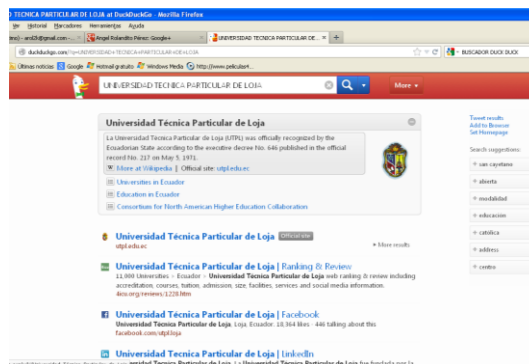 TECNICA PARTICULAR DE LOJA at DuckDuckGo - Mozilla Firefox
Ver Historial Marcadores Herramientas Ayuda
Angel Rolandito Pérez: Google+
UNIVERSIDAD TECNICA PARTICULAR DE...
BUSCADOR DUCK DUCK
Últimas noticias Google Hotmail gratuito Windows Media
UNIVERSIDAD TECNICA PARTICULAR DE LOJA
More
Universidad Técnica Particular de Loja
La Universidad Técnica Particular de Loja (UTPL) was officially recognized by the
Ecuadorian State according to the executive decree No. 646 published in the official
record No. 217 on May 5, 1971.
W More at Wikipedia | Official site: utpl.edu.ec
Universities in Ecuador
Education in Ecuador
Consortium for North American Higher Education Collaboration
Tweet results
Add to Browser
Set Homepage
Search suggestions:
+ san cayetano
+ abierta
+ modalidad
+ educación
+ católica
+ address
+ centro
Universidad Técnica Particular de Loja Official site
utpl.edu.ec
More results
Universidad Técnica Particular de Loja | Ranking & Review
11,000 Universities - Ecuador - Universidad Técnica Particular de Loja web ranking & review including
accreditation, courses, tuition, admission, size, facilities, services and social media information.
4icu.org/reviews/1228.htm
Universidad Técnica Particular de Loja | Facebook
Universidad Técnica Particular de Loja, Loja, Ecuador. 18,364 likes · 446 talking about this
facebook.com/utpl.loja
Universidad Técnica Particular de Loja | LinkedIn